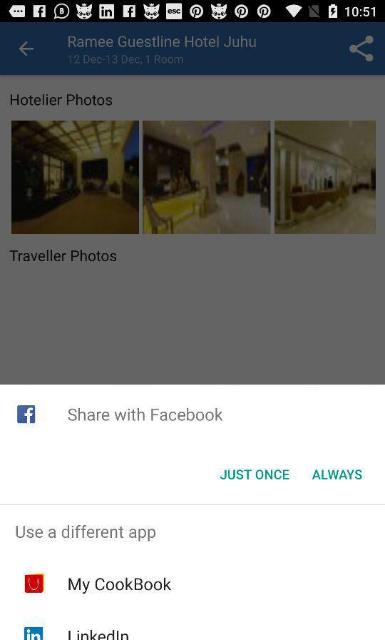 esc 10:51
Ramee Guestline Hotel Juhu
12 Dec-13 Dec, 1 Room
Hotelier Photos
Traveller Photos
Share with Facebook
JUST ONCE ALWAYS
Use a different app
My CookBook
LinkedIn